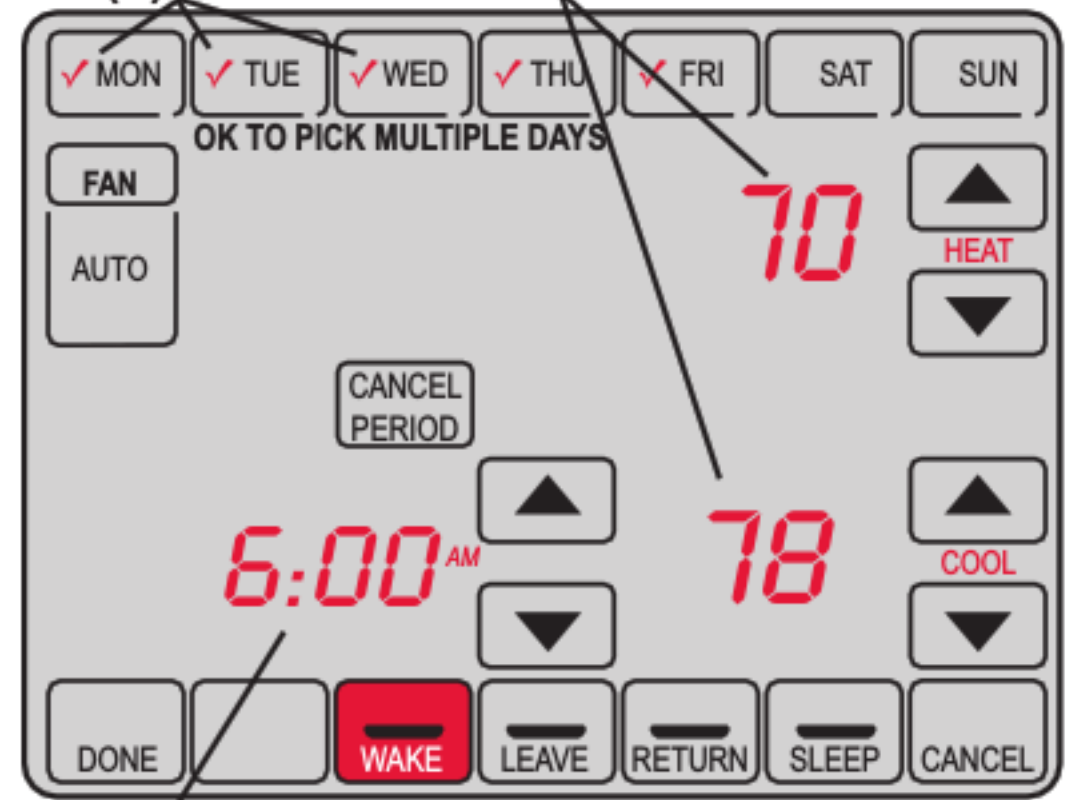 ✓ MON ✓ TUE ✓ WED ✓ THU ✓ FRI SAT SUN
OK TO PICK MULTIPLE DAYS
FAN
AUTO
70
HEAT
CANCEL
PERIOD
6:00 AM
78
COOL
DONE WAKE LEAVE RETURN SLEEP CANCEL